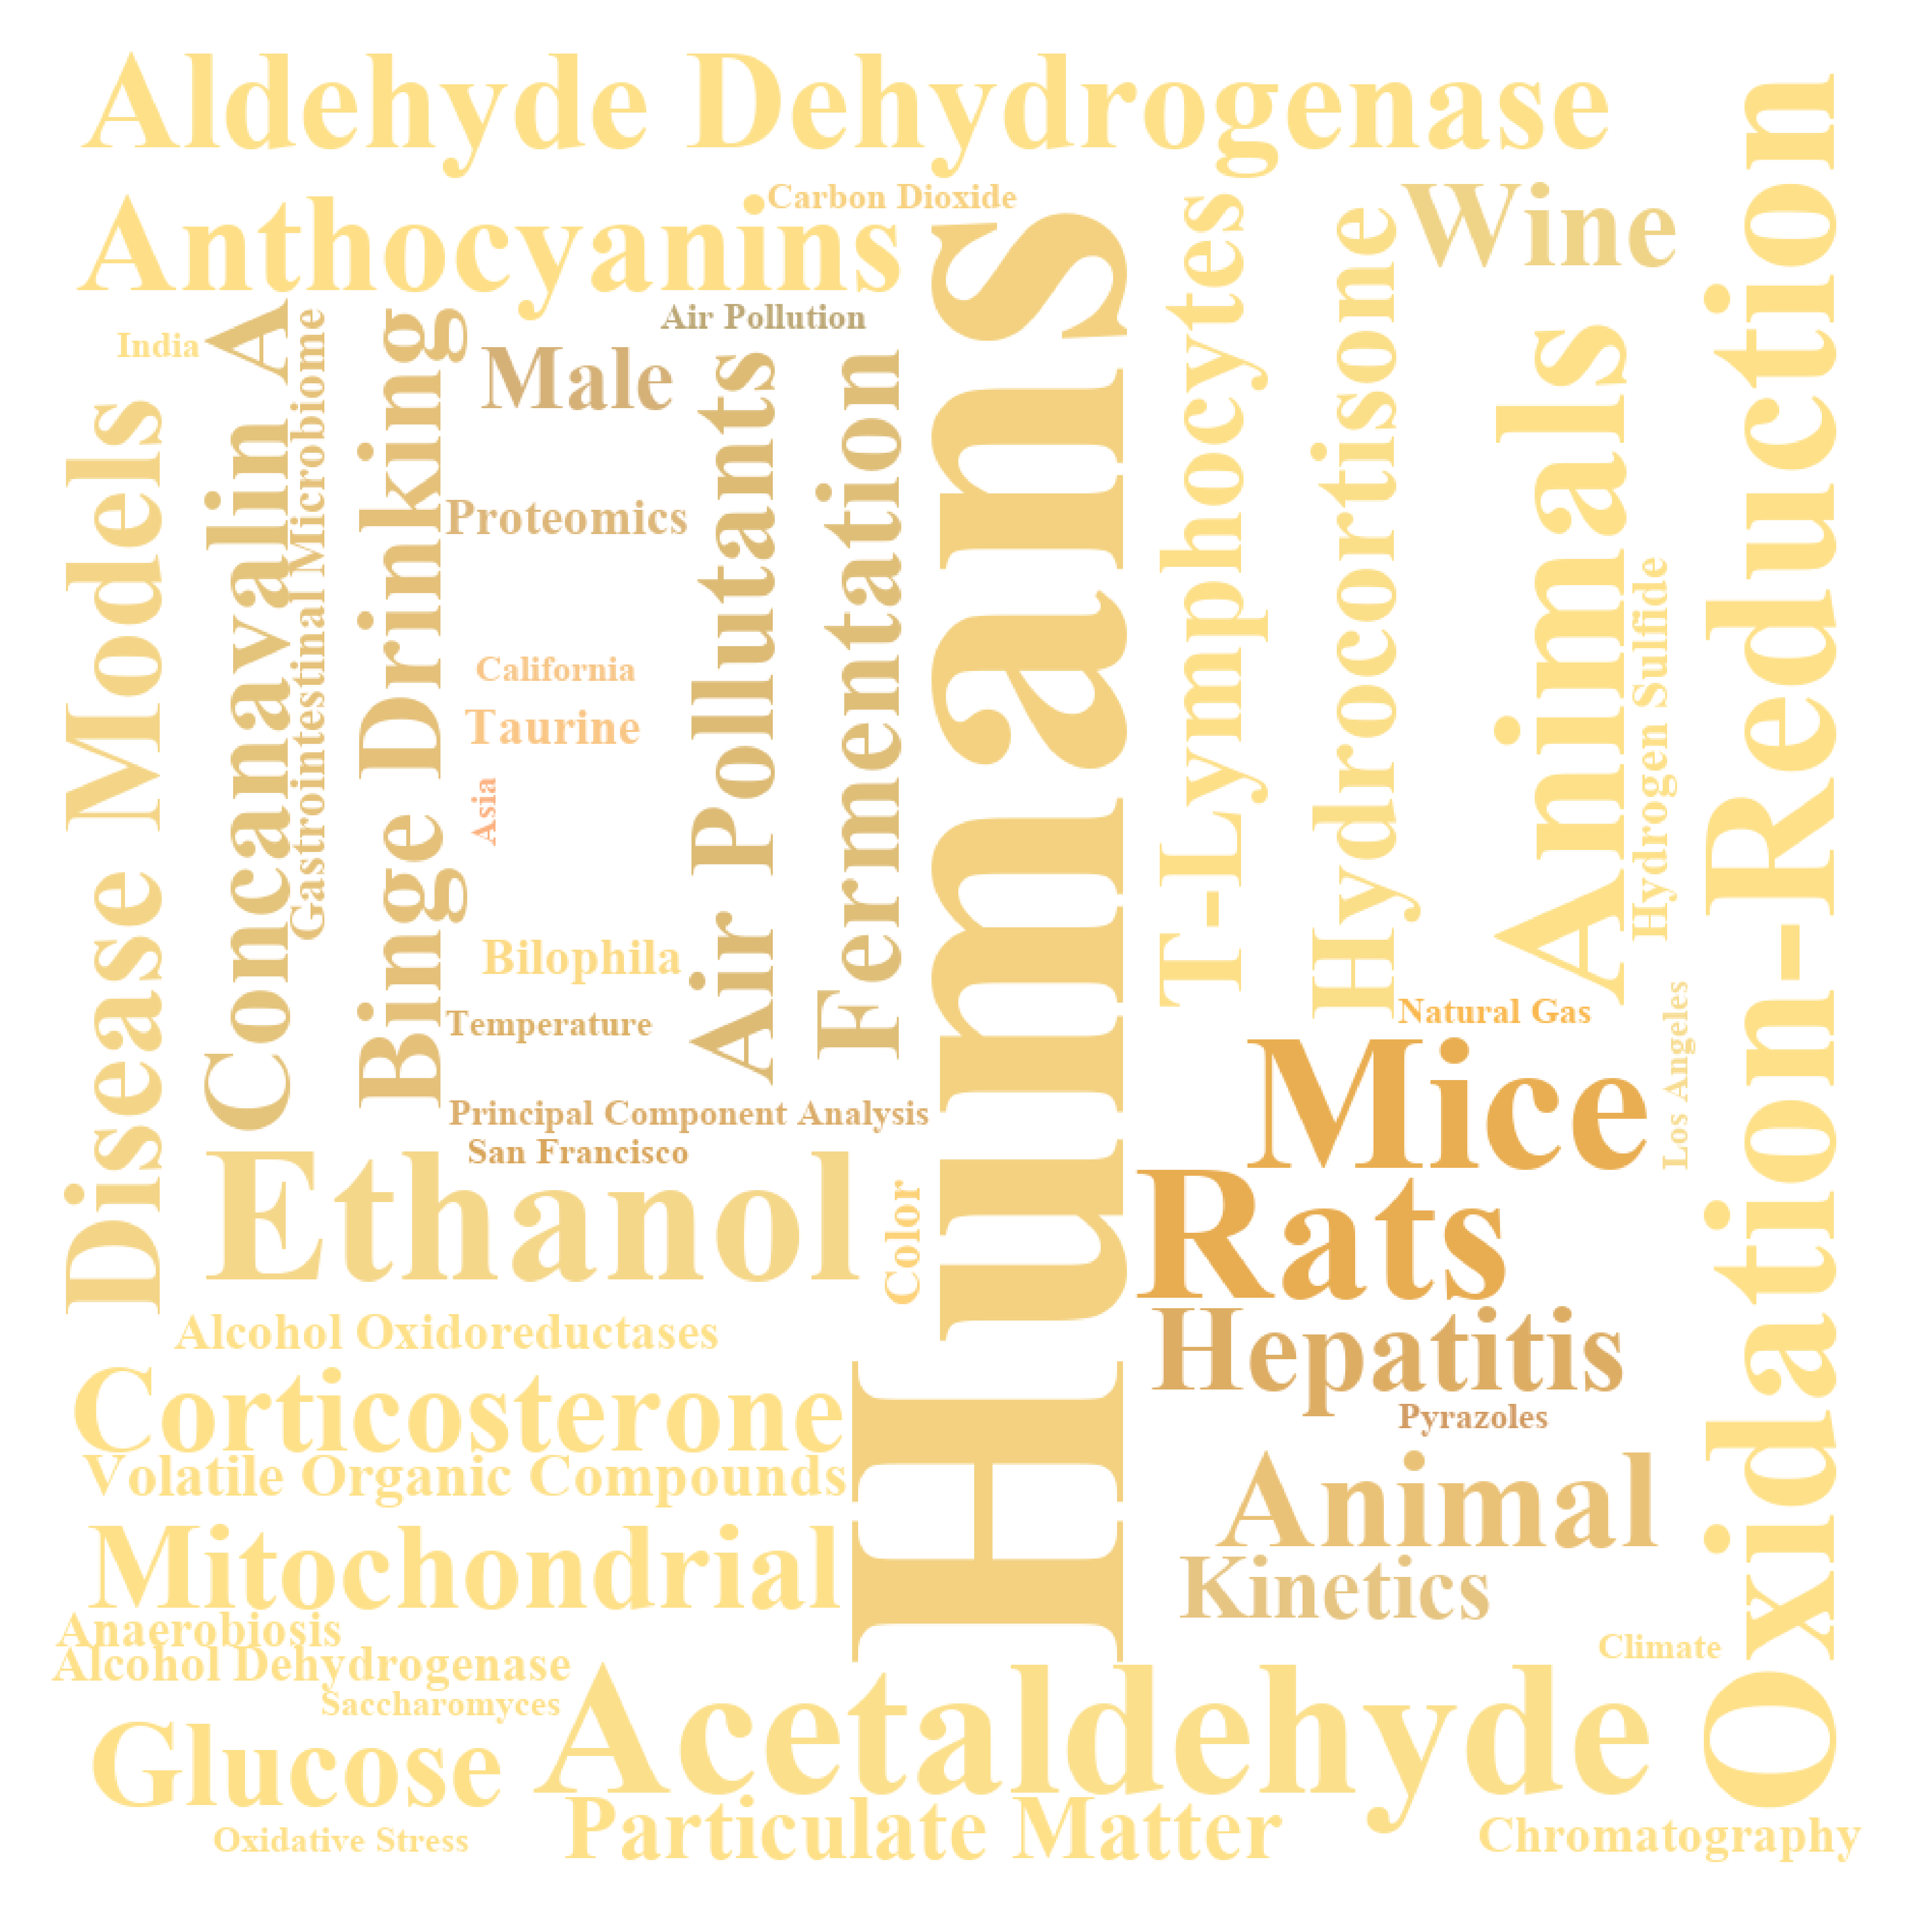 Aldehyde Dehydrogenase
Carbon Dioxide
Anthocyanins
Wine
Air Pollution
India
Male
Disease Models
Concanavalin A
Gastrointestinal Microbiome
Binge Drinking
Proteomics
California
Taurine
Asia
Bilophila
Temperature
Air Pollutants
Fermentation
Humans
T-Lymphocytes
Hydrocortisone
Animals
Hydrogen Sulfide
Oxidation-Reduction
Natural Gas
Los Angeles
Mice
Principal Component Analysis
San Francisco
Ethanol
Color
Rats
Hepatitis
Alcohol Oxidoreductases
Corticosterone
Pyrazoles
Volatile Organic Compounds
Animal
Mitochondrial
Kinetics
Anaerobiosis
Climate
Alcohol Dehydrogenase
Saccharomyces
Acetaldehyde
Glucose
Particulate Matter
Oxidative Stress
Chromatography